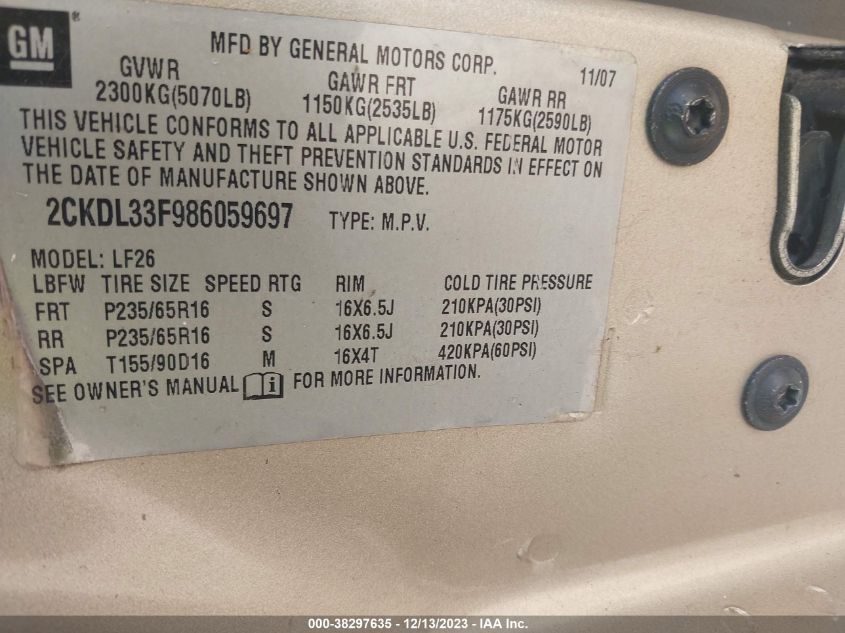 GM®
MFD BY GENERAL MOTORS CORP. 11/07
GVWR GAWR FRT GAWR RR
2300KG(5070LB) 1150KG(2535LB) 1175KG(2590LB)
THIS VEHICLE CONFORMS TO ALL APPLICABLE U.S. FEDERAL MOTOR
VEHICLE SAFETY AND THEFT PREVENTION STANDARDS IN EFFECT ON
THE DATE OF MANUFACTURE SHOWN ABOVE.
2CKDL33F986059697 TYPE: M.P.V.
MODEL: LF26
LBFW TIRE SIZE SPEED RTG RIM COLD TIRE PRESSURE
FRT P235/65R16 S 16X6.5J 210KPA(30PSI)
RR P235/65R16 S 16X6.5J 210KPA(30PSI)
SPA T155/90D16 M 16X4T 420KPA(60PSI)
SEE OWNER'S MANUAL i FOR MORE INFORMATION.
000-38297635 - 12/13/2023 - IAA Inc.